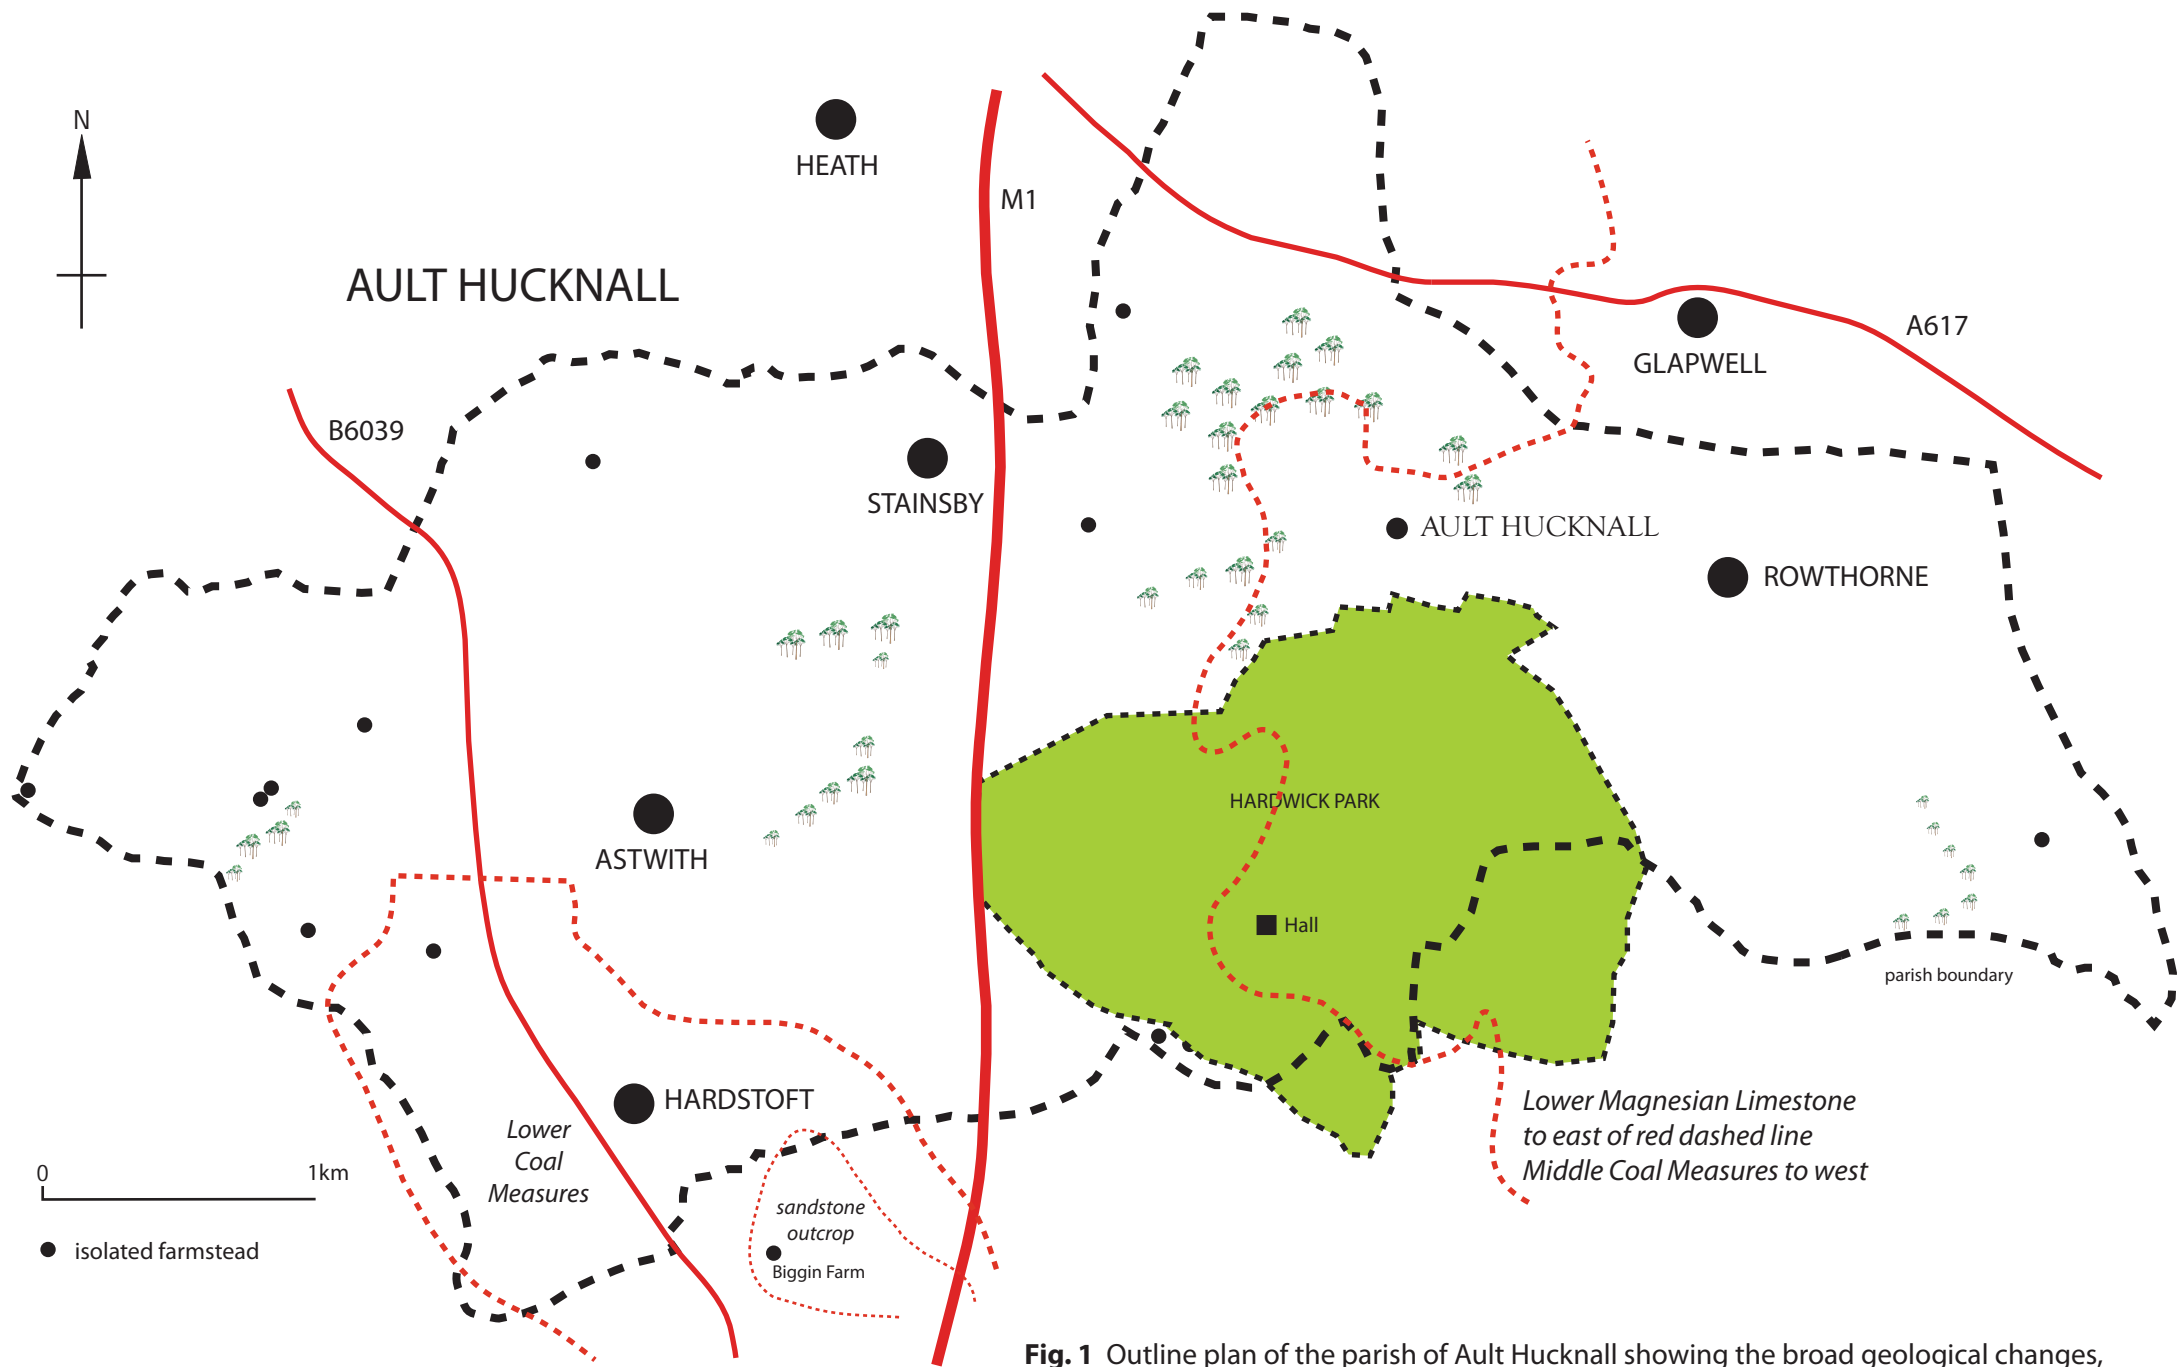 N
HEATH
M1
AULT HUCKNALL
A617
GLAPWELL
B6039
STAINSBY
AULT HUCKNALL
ROWTHORNE
HARDWICK PARK
ASTWITH
Hall
parish boundary
HARDSTOFT
Lower
Coal
Measures
Lower Magnesian Limestone
to east of red dashed line
Middle Coal Measures to west
0 1km
sandstone
outcrop
Biggin Farm
isolated farmstead
Fig. 1 Outline plan of the parish of Ault Hucknall showing the broad geological changes,